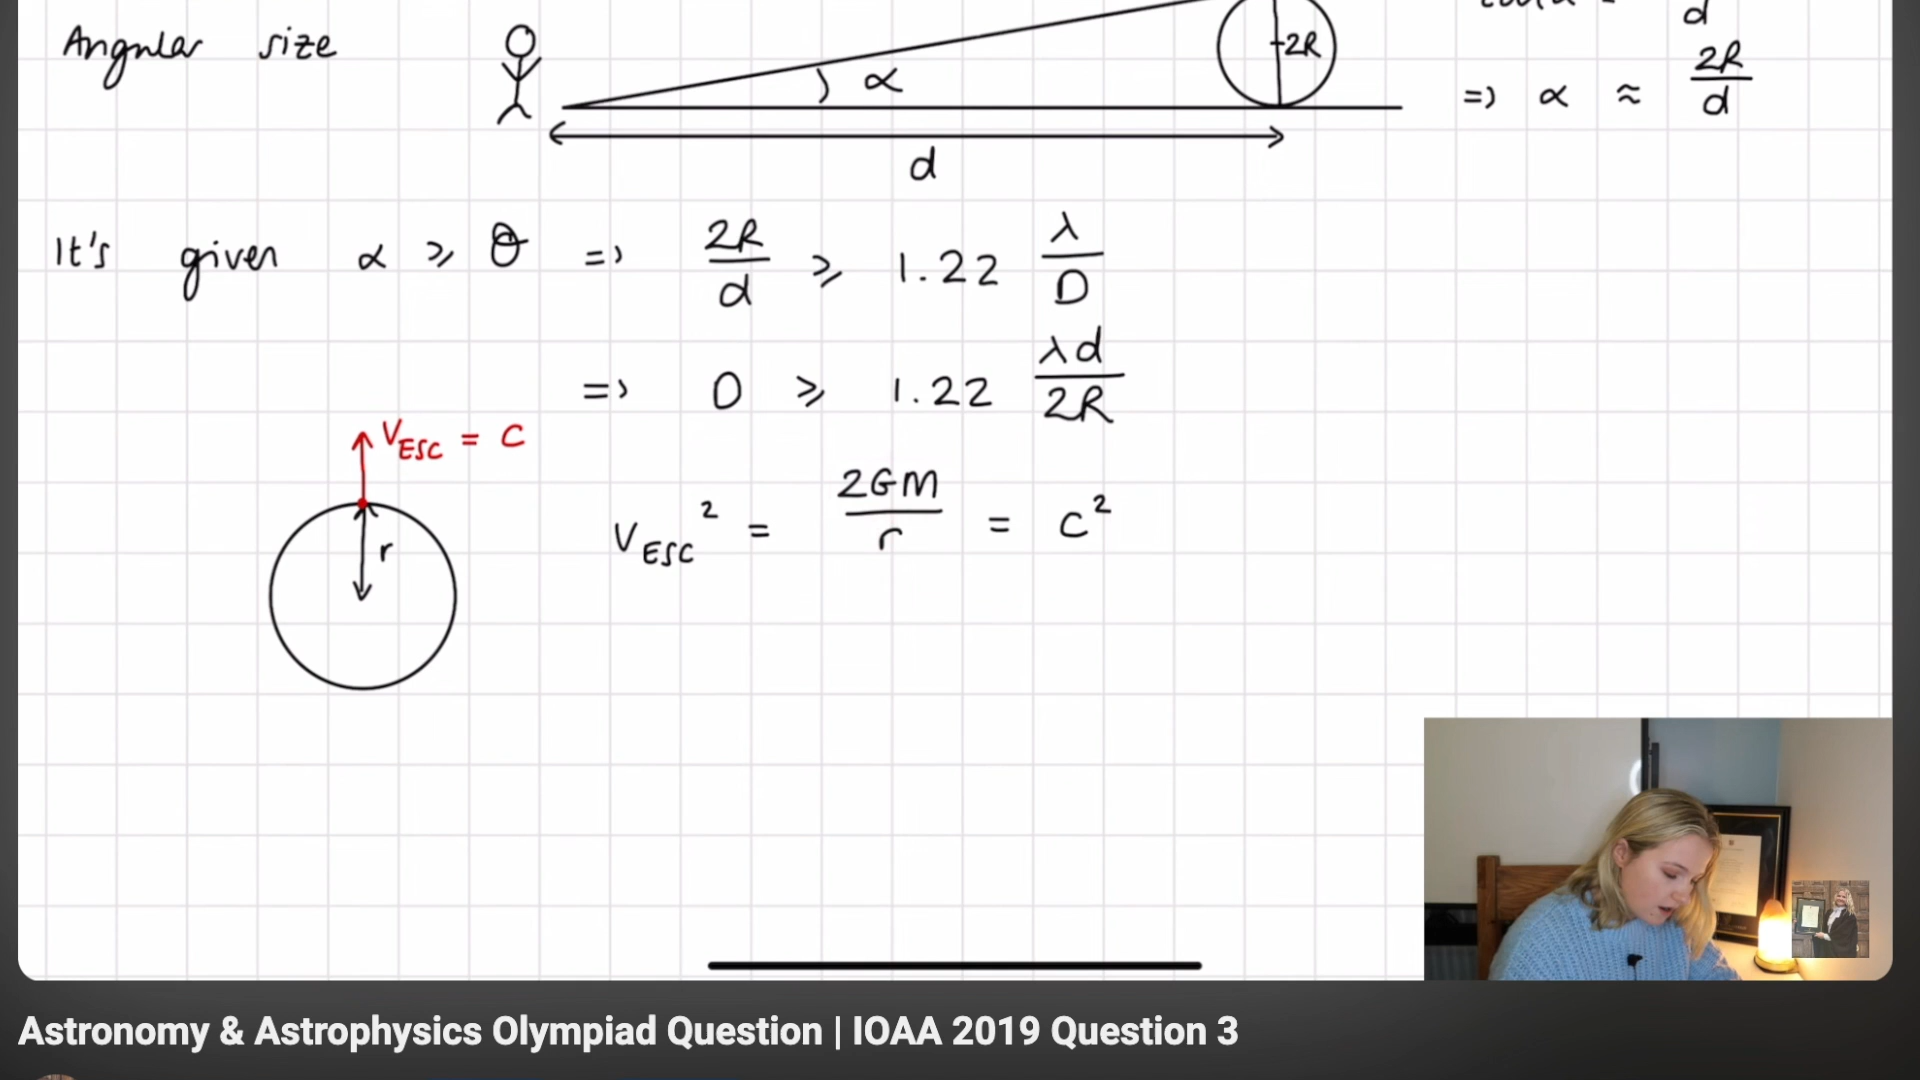 Angular size
α
2R
d
=> α ≈ 2R/d
d
It's given α ⩾ θ => 2R/d ⩾ 1.22 λ/D
=> D ⩾ 1.22 λd/2R
V_ESC = C
r
V_ESC² = 2GM/r = c²
Astronomy & Astrophysics Olympiad Question | IOAA 2019 Question 3